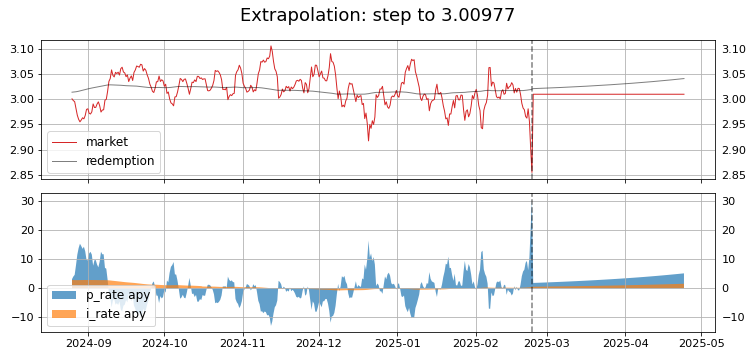 Extrapolation: step to 3.00977
3.10 3.10
3.05 3.05
3.00 3.00
2.95 2.95
2.90 2.90
2.85 2.85
market
redemption
30 30
20 20
10 10
0 0
−10 −10
p_rate apy
i_rate apy
2024-09 2024-10 2024-11 2024-12 2025-01 2025-02 2025-03 2025-04 2025-05